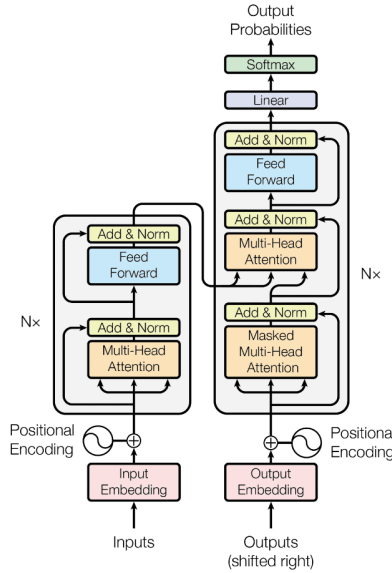 Output
Probabilities
Softmax
Linear
Add & Norm
Feed
Forward
Add & Norm
Multi-Head
Attention
Add & Norm
Masked
Multi-Head
Attention
Nx
Add & Norm
Feed
Forward
Add & Norm
Multi-Head
Attention
Nx
Positional
Encoding
Input
Embedding
Inputs
Positional
Encoding
Output
Embedding
Outputs
(shifted right)